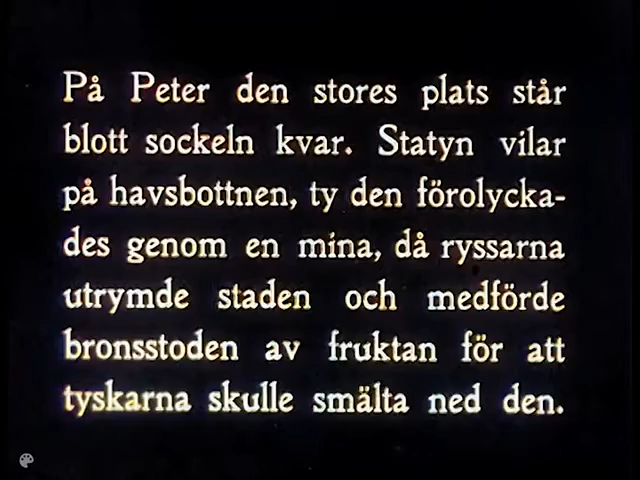 På Peter den stores plats står
blott sockeln kvar. Statyn vilar
på havsbottnen, ty den förolycka-
des genom en mina, då ryssarna
utrymde staden och medförde
bronsstoden av fruktan för att
tyskarna skulle smälta ned den.